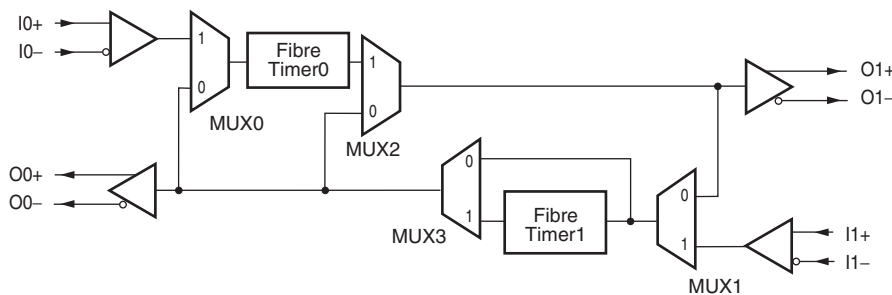 I0+
I0−
1
0
MUX0
Fibre
Timer0
1
0
MUX2
O1+
O1−
O0+
O0−
MUX3
0
1
Fibre
Timer1
0
1
MUX1
I1+
I1−